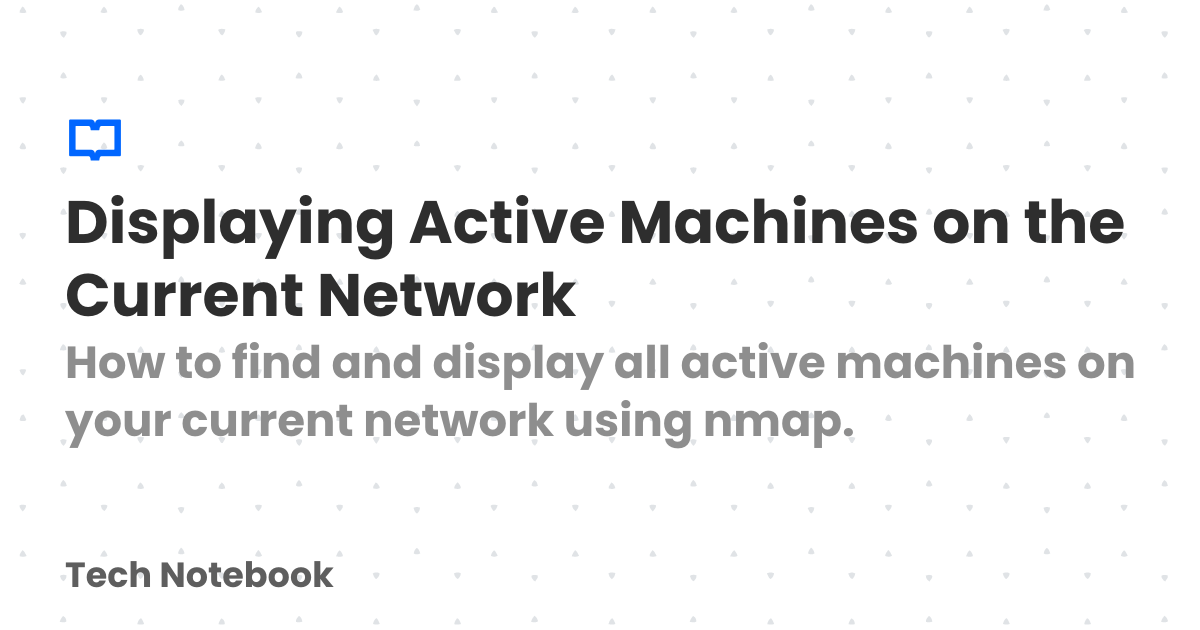 Displaying Active Machines on the
Current Network
How to find and display all active machines on
your current network using nmap.
Tech Notebook